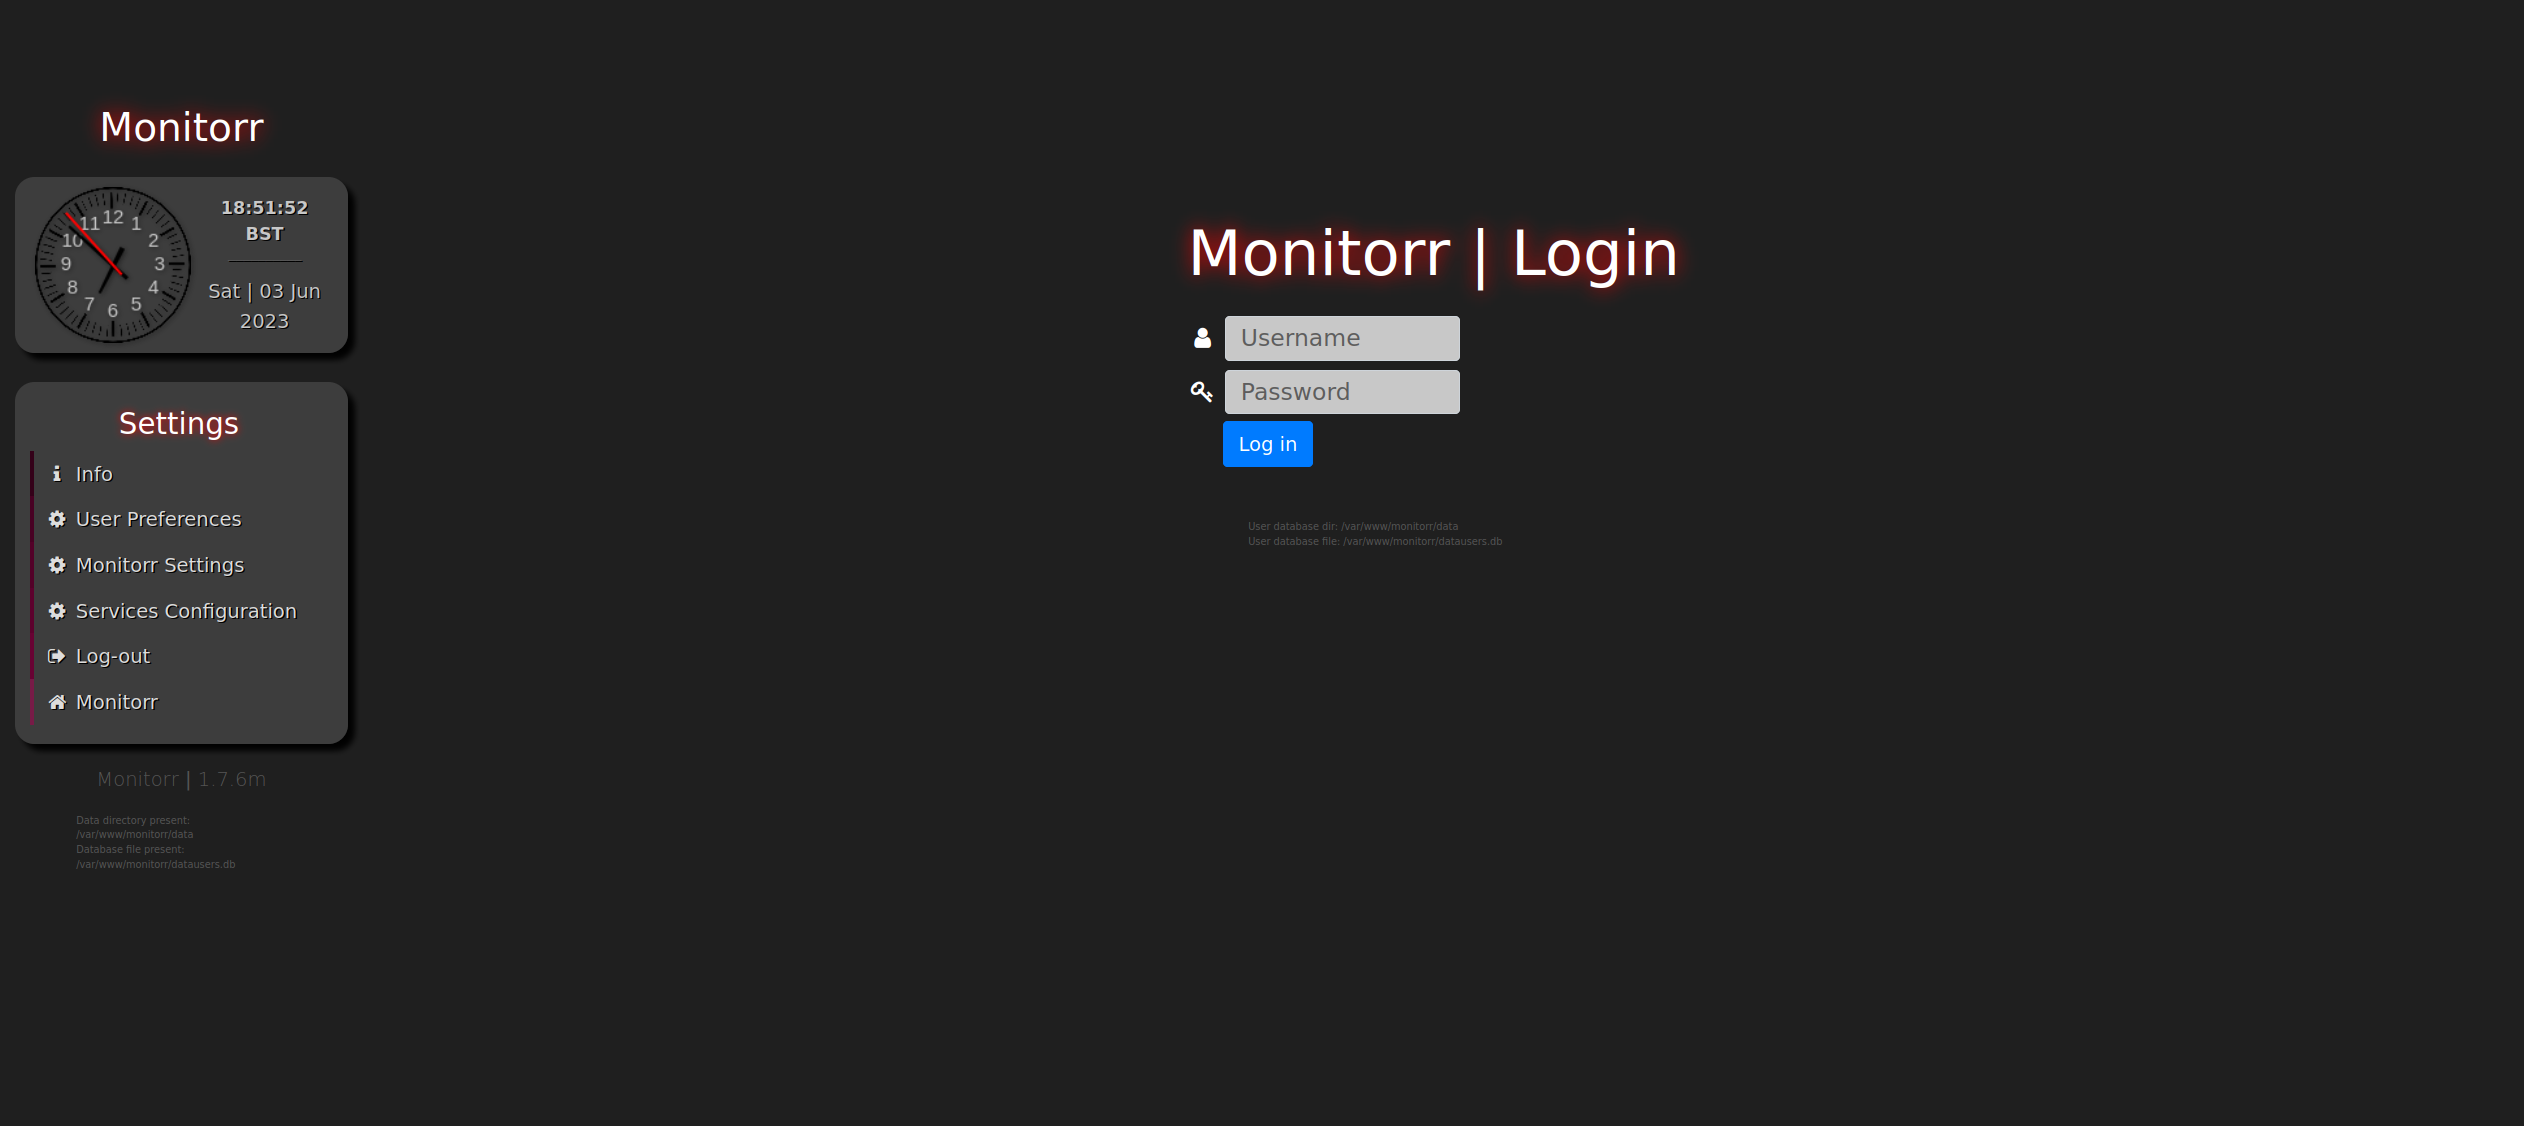 Monitorr
12
1
2
3
4
5
6
7
8
9
10
11
18:51:52
BST
Sat | 03 Jun
2023
Settings
Info
User Preferences
Monitorr Settings
Services Configuration
Log-out
Monitorr
Monitorr | 1.7.6m
Data directory present:
/var/www/monitorr/data
Database file present:
/var/www/monitorr/datausers.db
Monitorr | Login
Username
Password
Log in
User database dir: /var/www/monitorr/data
User database file: /var/www/monitorr/datausers.db